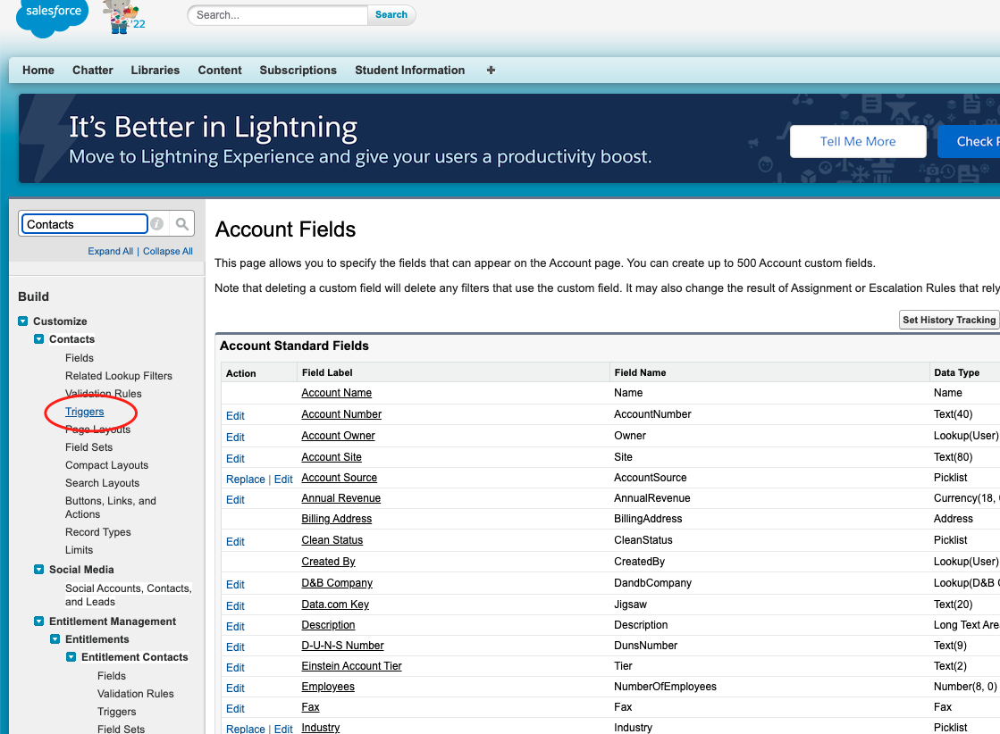 salesforce
'22
Search...
Search
Home Chatter Libraries Content Subscriptions Student Information +
It's Better in Lightning
Move to Lightning Experience and give your users a productivity boost.
Tell Me More
Check
Contacts
Expand All | Collapse All
Build
Customize
Contacts
Fields
Related Lookup Filters
Validation Rules
Triggers
Page Layouts
Field Sets
Compact Layouts
Search Layouts
Buttons, Links, and
Actions
Record Types
Limits
Social Media
Social Accounts, Contacts,
and Leads
Entitlement Management
Entitlements
Entitlement Contacts
Fields
Validation Rules
Triggers
Field Sets
Account Fields
This page allows you to specify the fields that can appear on the Account page. You can create up to 500 Account custom fields.
Note that deleting a custom field will delete any filters that use the custom field. It may also change the result of Assignment or Escalation Rules that rely
Set History Tracking
Account Standard Fields
Action Field Label Field Name Data Type
Account Name Name Name
Edit Account Number AccountNumber Text(40)
Edit Account Owner Owner Lookup(User)
Edit Account Site Site Text(80)
Replace | Edit Account Source AccountSource Picklist
Edit Annual Revenue AnnualRevenue Currency(18,
Billing Address BillingAddress Address
Edit Clean Status CleanStatus Picklist
Created By CreatedBy Lookup(User)
Edit D&B Company DandbCompany Lookup(D&B
Edit Data.com Key Jigsaw Text(20)
Edit Description Description Long Text Are
Edit D-U-N-S Number DunsNumber Text(9)
Edit Einstein Account Tier Tier Text(2)
Edit Employees NumberOfEmployees Number(8, 0)
Edit Fax Fax Fax
Replace | Edit Industry Industry Picklist